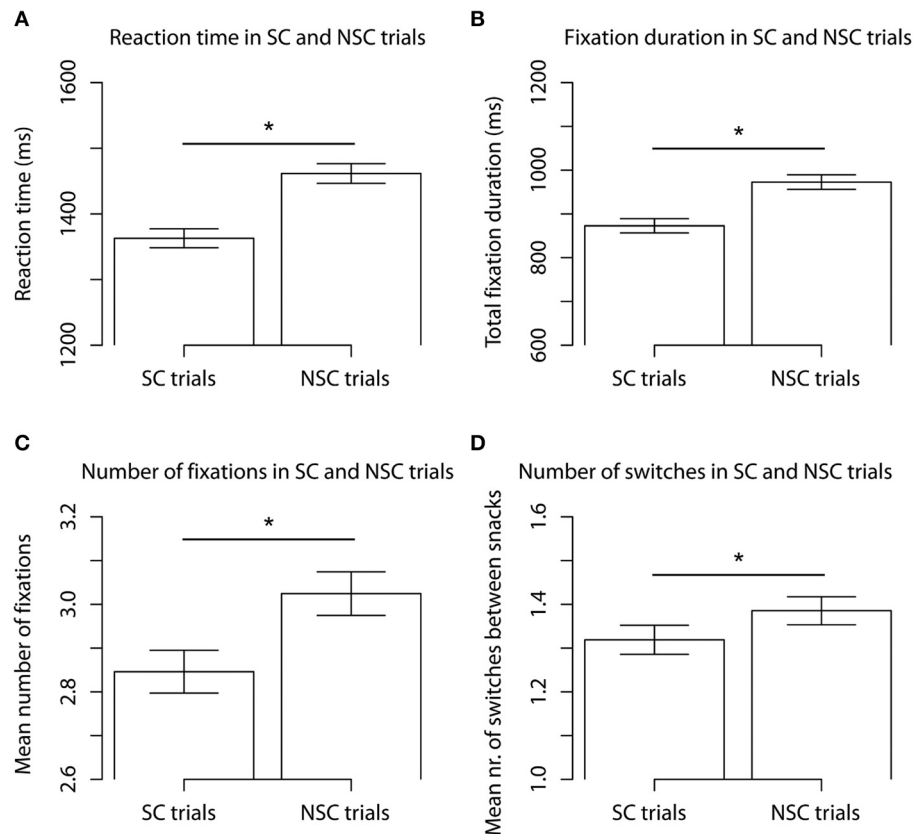 A
Reaction time in SC and NSC trials
Reaction time (ms)
1600
1400
1200
*
SC trials
NSC trials
B
Fixation duration in SC and NSC trials
Total fixation duration (ms)
1200
1000
800
600
*
SC trials
NSC trials
C
Number of fixations in SC and NSC trials
Mean number of fixations
3.2
3.0
2.8
2.6
*
SC trials
NSC trials
D
Number of switches in SC and NSC trials
Mean nr. of switches between snacks
1.6
1.4
1.2
1.0
*
SC trials
NSC trials